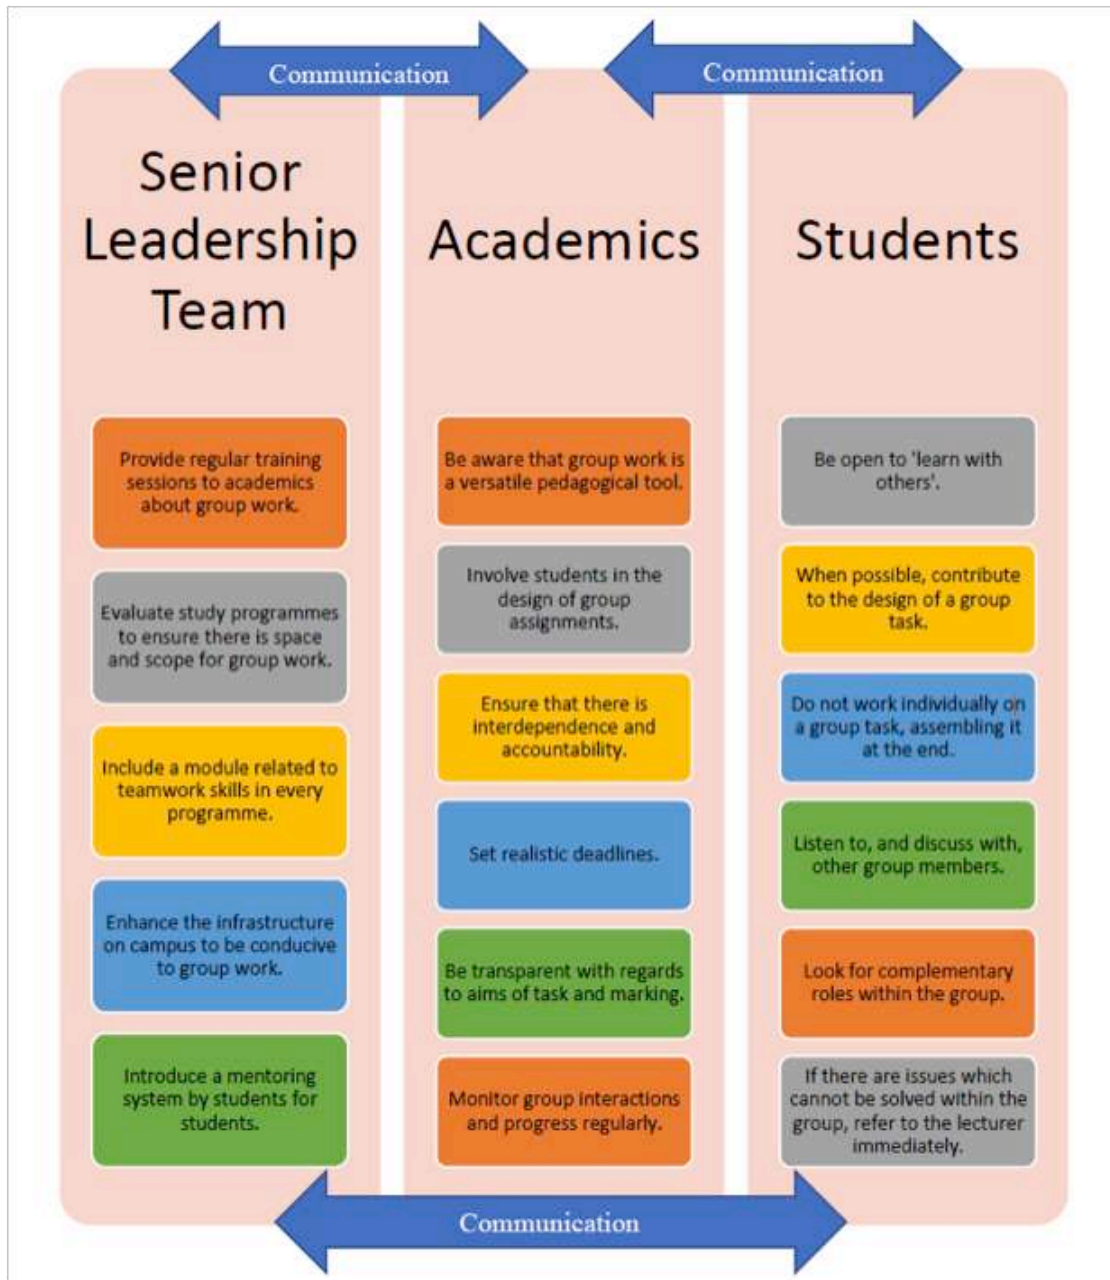 Communication
Communication
Senior
Leadership
Team
Provide regular training
sessions to academics
about group work.
Evaluate study programmes
to ensure there is space
and scope for group work.
Include a module related to
teamwork skills in every
programme.
Enhance the infrastructure
on campus to be conducive
to group work.
Introduce a mentoring
system by students for
students.
Academics
Be aware that group work is
a versatile pedagogical tool.
Involve students in the
design of group
assignments.
Ensure that there is
interdependence and
accountability.
Set realistic deadlines.
Be transparent with regards
to aims of task and marking.
Monitor group interactions
and progress regularly.
Students
Be open to 'learn with
others'.
When possible, contribute
to the design of a group
task.
Do not work individually on
a group task, assembling it
at the end.
Listen to, and discuss with,
other group members.
Look for complementary
roles within the group.
If there are issues which
cannot be solved within the
group, refer to the lecturer
immediately.
Communication